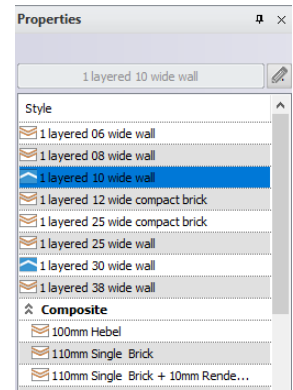 Properties
1 layered 10 wide wall
Style
1 layered 06 wide wall
1 layered 08 wide wall
1 layered 10 wide wall
1 layered 12 wide compact brick
1 layered 25 wide compact brick
1 layered 25 wide wall
1 layered 30 wide wall
1 layered 38 wide wall
Composite
100mm Hebel
110mm Single Brick
110mm Single Brick + 10mm Rende...